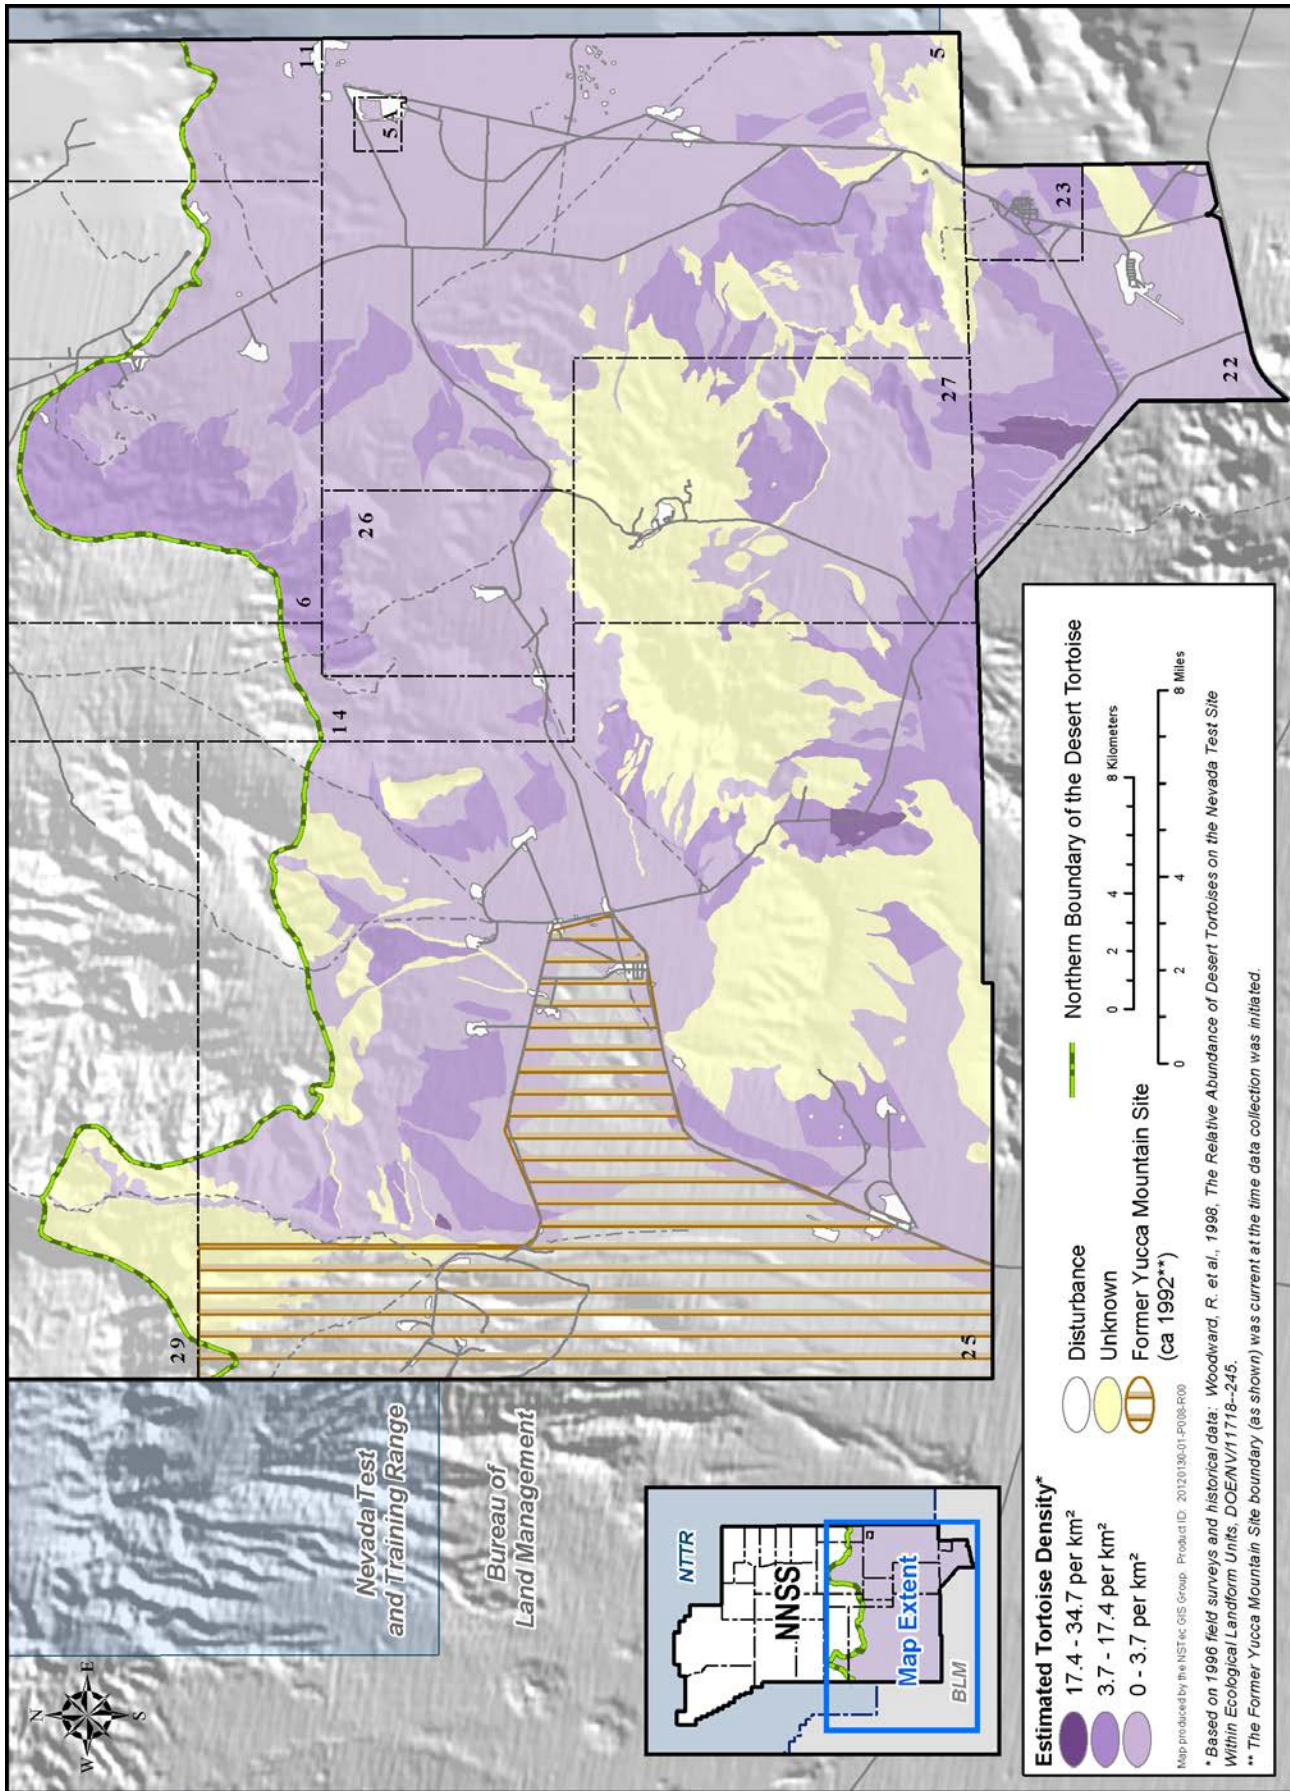 N
W
E
S
Nevada Test
and Training Range
Bureau of
Land Management
29
14
6
11
5A
26
5
27
23
22
25
NTTR
NNSS
Map Extent
BLM
Estimated Tortoise Density*
17.4 - 34.7 per km²
3.7 - 17.4 per km²
0 - 3.7 per km²
Disturbance
Unknown
Former Yucca Mountain Site
(ca 1992**)
Northern Boundary of the Desert Tortoise
0 2 4 8 Kilometers
0 2 4 8 Miles
Map produced by the NSTec GIS Group. Product ID: 20120130-01-P008-R00
* Based on 1996 field surveys and historical data: Woodward, R. et al., 1998, The Relative Abundance of Desert Tortoises on the Nevada Test Site
Within Ecological Landform Units, DOE/NV/11718--245.
** The Former Yucca Mountain Site boundary (as shown) was current at the time data collection was initiated.